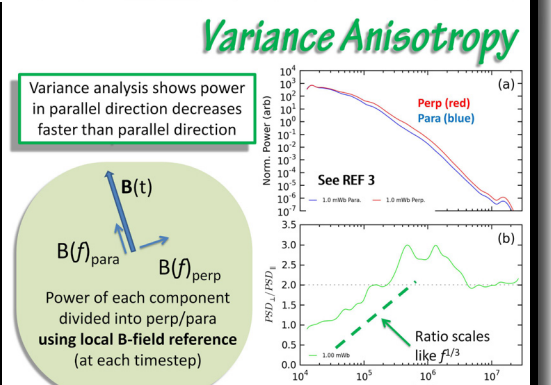 Variance Anisotropy
Variance analysis shows power
in parallel direction decreases
faster than parallel direction
B(t)
B(f)para
B(f)perp
Power of each component
divided into perp/para
using local B-field reference
(at each timestep)
Norm. Power (arb)
10^4
10^3
10^2
10^1
10^0
10^-1
10^-2
10^-3
10^-4
10^-5
10^-6
10^-7
(a)
Perp (red)
Para (blue)
See REF 3
1.0 mWb Para.
1.0 mWb Perp.
PSD⊥/PSD∥
3.5
3.0
2.5
2.0
1.5
1.0
0.5
0.0
(b)
Ratio scales
like f^1/3
1.00 mWb
10^4
10^5
10^6
10^7